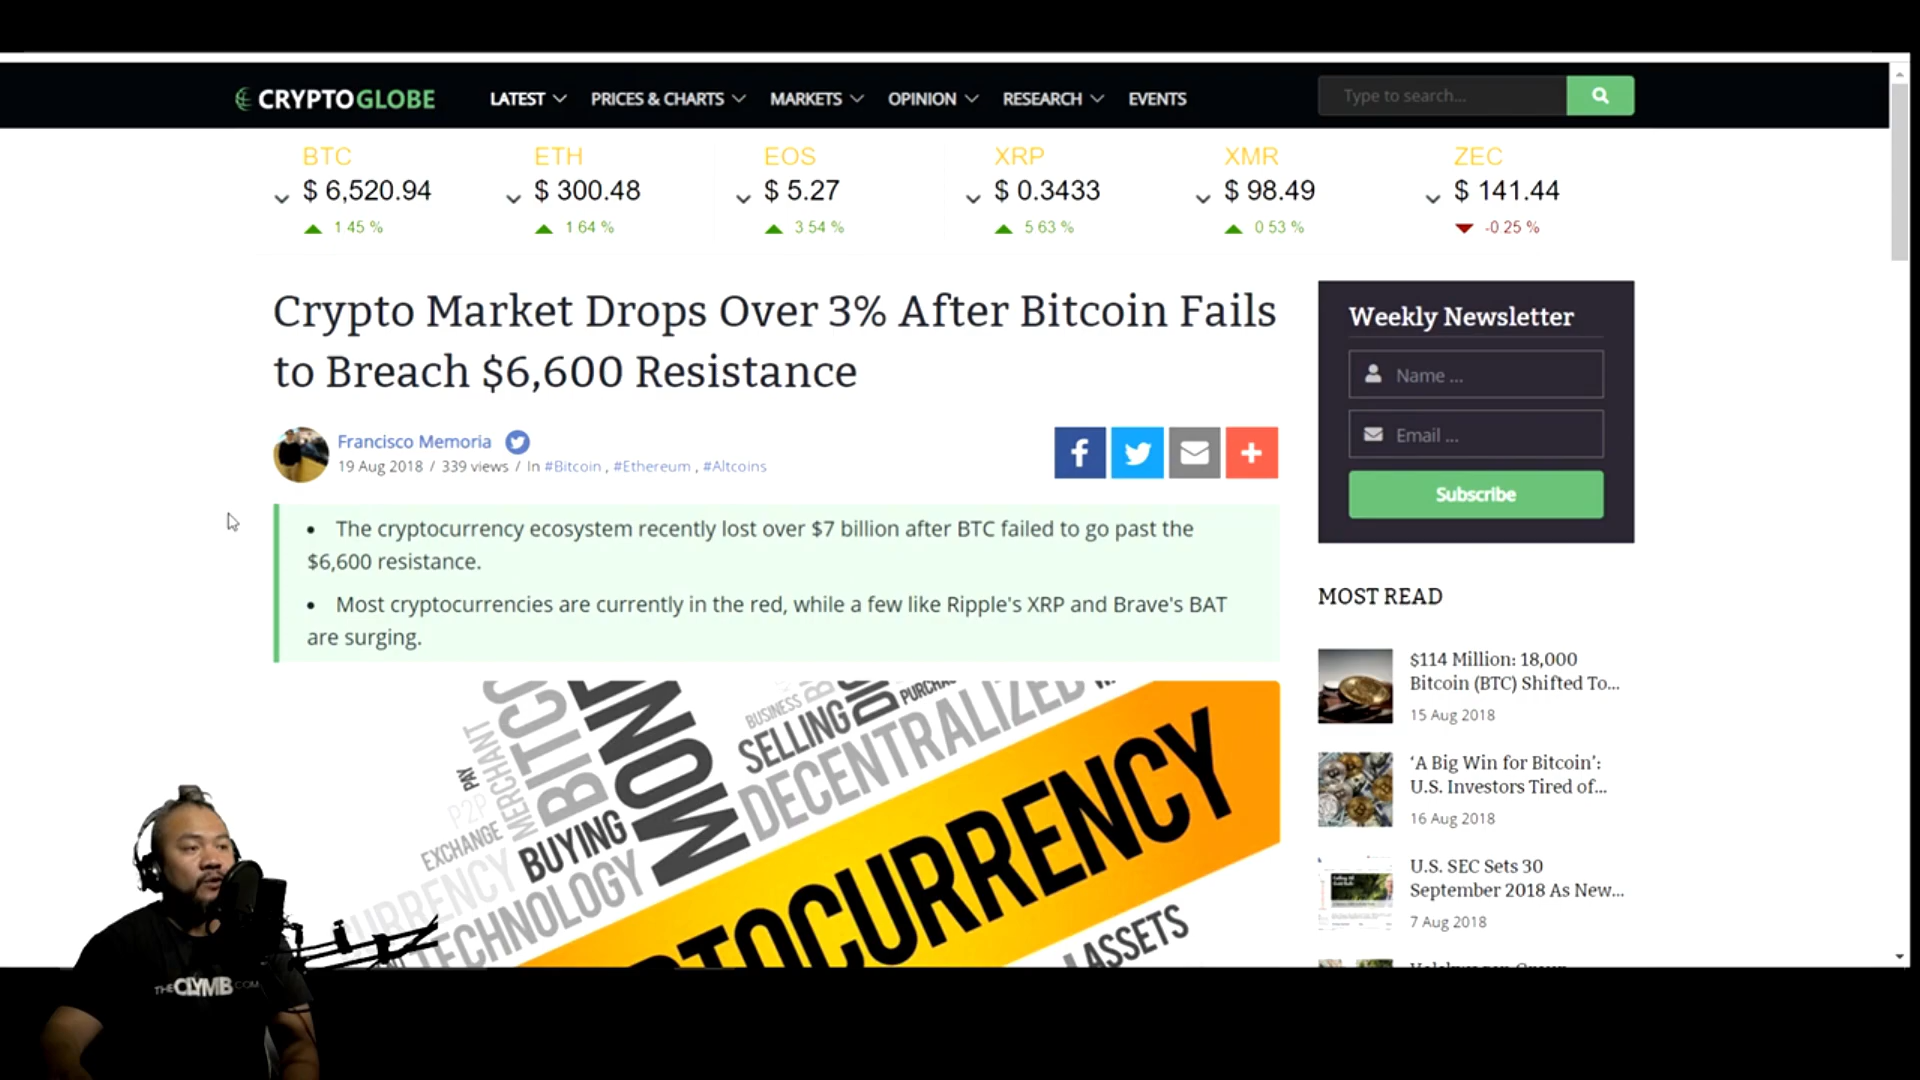 CRYPTOGLOBE
LATEST
PRICES & CHARTS
MARKETS
OPINION
RESEARCH
EVENTS
Type to search...
BTC
$ 6,520.94
1 45 %
ETH
$ 300.48
1 64 %
EOS
$ 5.27
3 54 %
XRP
$ 0.3433
5 63 %
XMR
$ 98.49
0 53 %
ZEC
$ 141.44
-0 25 %
Crypto Market Drops Over 3% After Bitcoin Fails
to Breach $6,600 Resistance
Francisco Memoria
19 Aug 2018 / 339 views / In #Bitcoin , #Ethereum , #Altcoins
• The cryptocurrency ecosystem recently lost over $7 billion after BTC failed to go past the
$6,600 resistance.
• Most cryptocurrencies are currently in the red, while a few like Ripple's XRP and Brave's BAT
are surging.
Weekly Newsletter
Name ...
Email ...
Subscribe
MOST READ
$114 Million: 18,000
Bitcoin (BTC) Shifted To...
15 Aug 2018
‘A Big Win for Bitcoin’:
U.S. Investors Tired of...
16 Aug 2018
U.S. SEC Sets 30
September 2018 As New...
7 Aug 2018
PAY
MERCHANT
P2P
EXCHANGE
BUYING
BUSINESS
SELLING
DECENTRALIZED
TECHNOLOGY
ASSETS
THECLYMB.COM